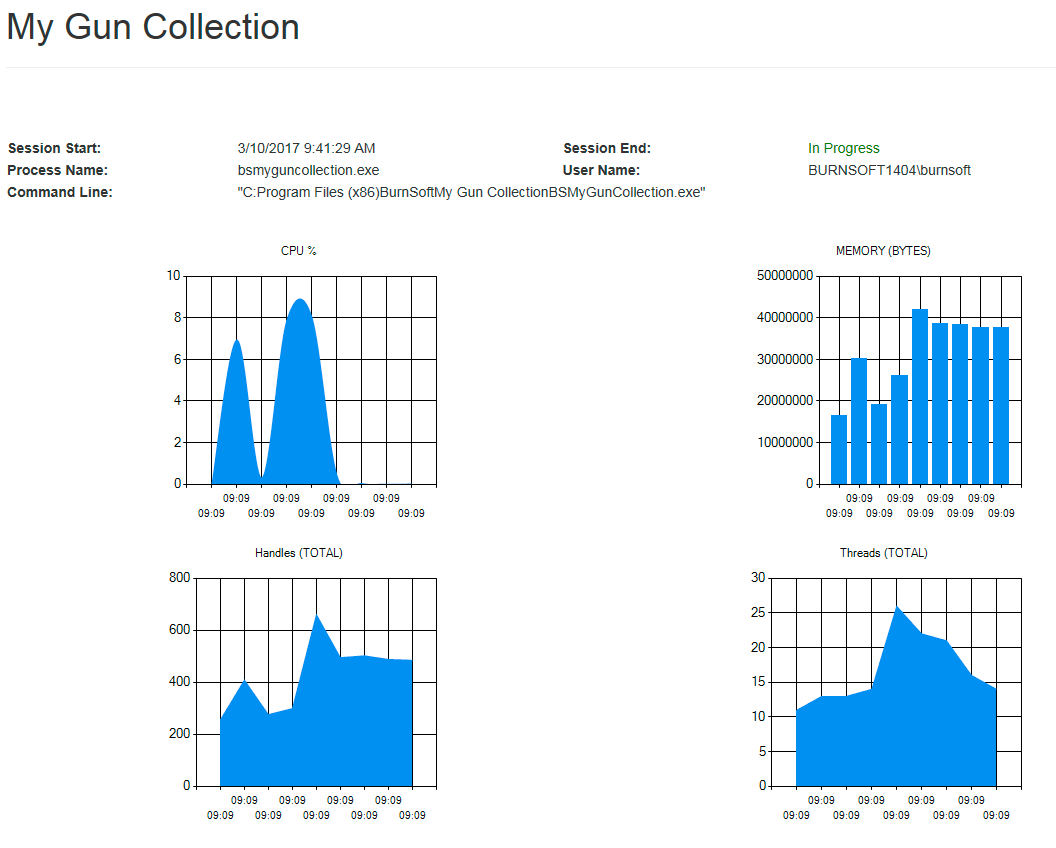 My Gun Collection
Session Start: 3/10/2017 9:41:29 AM Session End: In Progress
Process Name: bsmyguncollection.exe User Name: BURNSOFT1404\burnsoft
Command Line: "C:Program Files (x86)BurnSoftMy Gun CollectionBSMyGunCollection.exe"
CPU %
10
8
6
4
2
0
09:09 09:09 09:09 09:09
09:09 09:09 09:09 09:09 09:09
MEMORY (BYTES)
50000000
40000000
30000000
20000000
10000000
0
09:09 09:09 09:09 09:09
09:09 09:09 09:09 09:09 09:09
Handles (TOTAL)
800
600
400
200
0
09:09 09:09 09:09 09:09
09:09 09:09 09:09 09:09 09:09
Threads (TOTAL)
30
25
20
15
10
5
0
09:09 09:09 09:09 09:09
09:09 09:09 09:09 09:09 09:09